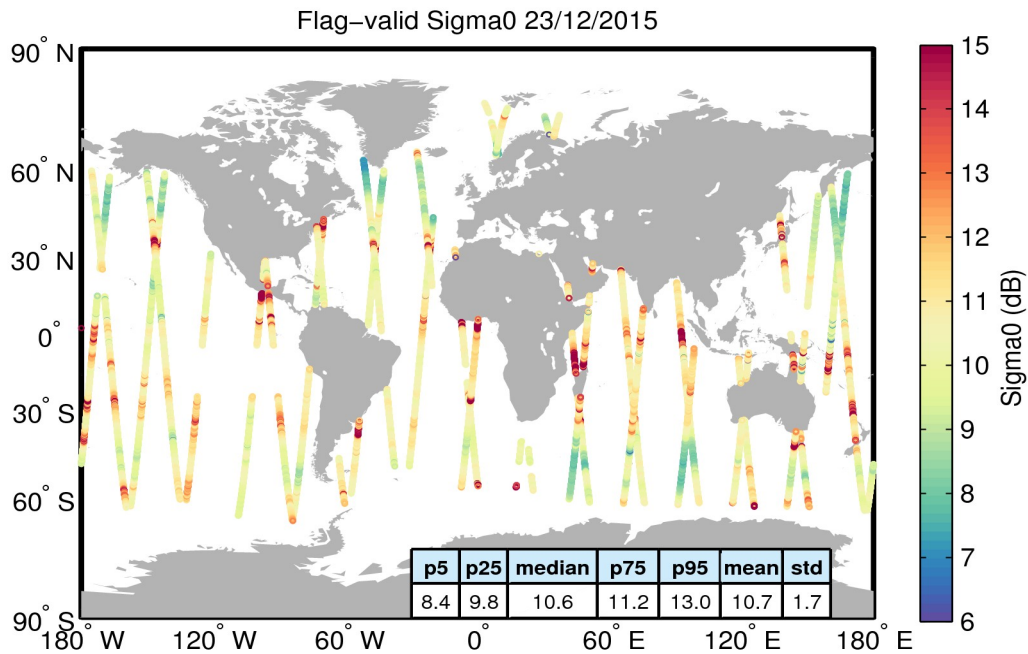 Flag−valid Sigma0 23/12/2015
90° N
60° N
30° N
0°
30° S
60° S
90° S
180° W
120° W
60° W
0°
60° E
120° E
180° E
p5 p25 median p75 p95 mean std
8.4 9.8 10.6 11.2 13.0 10.7 1.7
15
14
13
12
11
10
9
8
7
6
Sigma0 (dB)